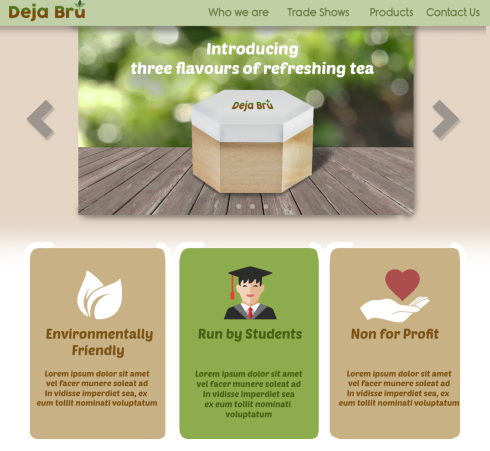 Deja Brū
Who we are Trade Shows Products Contact Us
Introducing
three flavours of refreshing tea
Deja Brū
Environmentally
Friendly
Lorem ipsum dolor sit amet
vel facer munere soleat ad
In vidisse imperdiet sea, ex
eum tollit nominati voluptatum
Run by Students
Lorem ipsum dolor sit amet
vel facer munere soleat ad
In vidisse imperdiet sea,
ex eum tollit nominati
voluptatum
Non for Profit
Lorem ipsum dolor sit amet
vel facer munere soleat ad
In vidisse imperdiet sea, ex
eum tollit nominati voluptatum